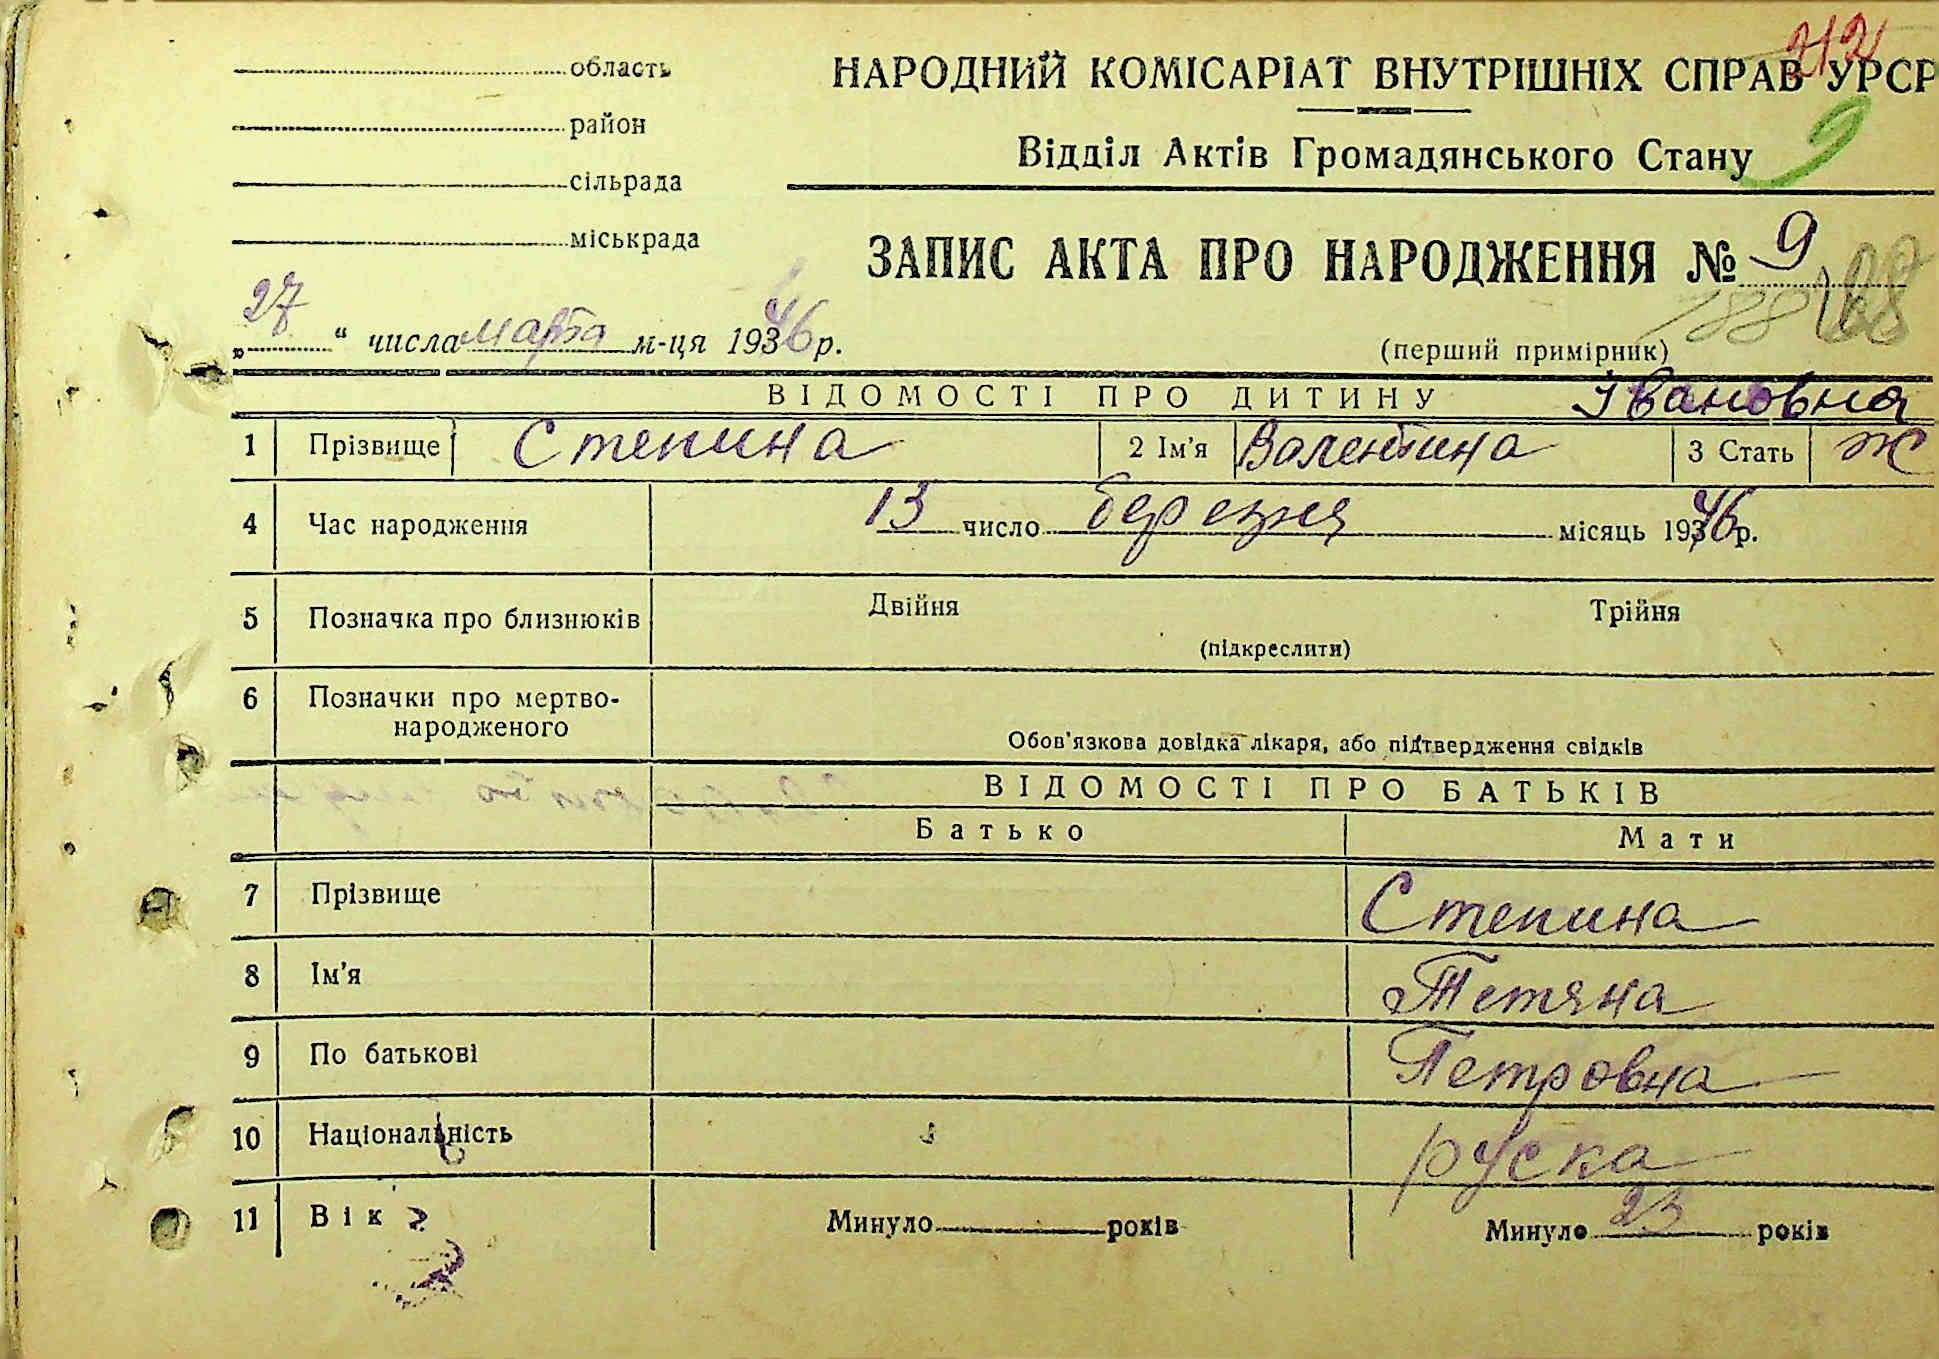 212
область
НАРОДНИЙ КОМІСАРІАТ ВНУТРІШНІХ СПРАВ УРСР
район
Відділ Актів Громадянського Стану 9
сільрада
міськрада
ЗАПИС АКТА ПРО НАРОДЖЕННЯ № 9
188 188
„27“ числа марта м-ця 1946 р.
(перший примірник)
ВІДОМОСТІ ПРО ДИТИНУ Івановна
1 Прізвище Степина 2 Ім'я Валентина 3 Стать ж
4 Час народження 13 число березня місяць 1946 р.
5 Позначка про близнюків Двійня Трійня
(підкреслити)
6 Позначки про мертво-
народженого
Обов'язкова довідка лікаря, або підтвердження свідків
ВІДОМОСТІ ПРО БАТЬКІВ
Батько Мати
7 Прізвище Степина
8 Ім'я Тетяна
9 По батькові Петровна
10 Національність руска
11 Вік Минуло років Минуло 23 років